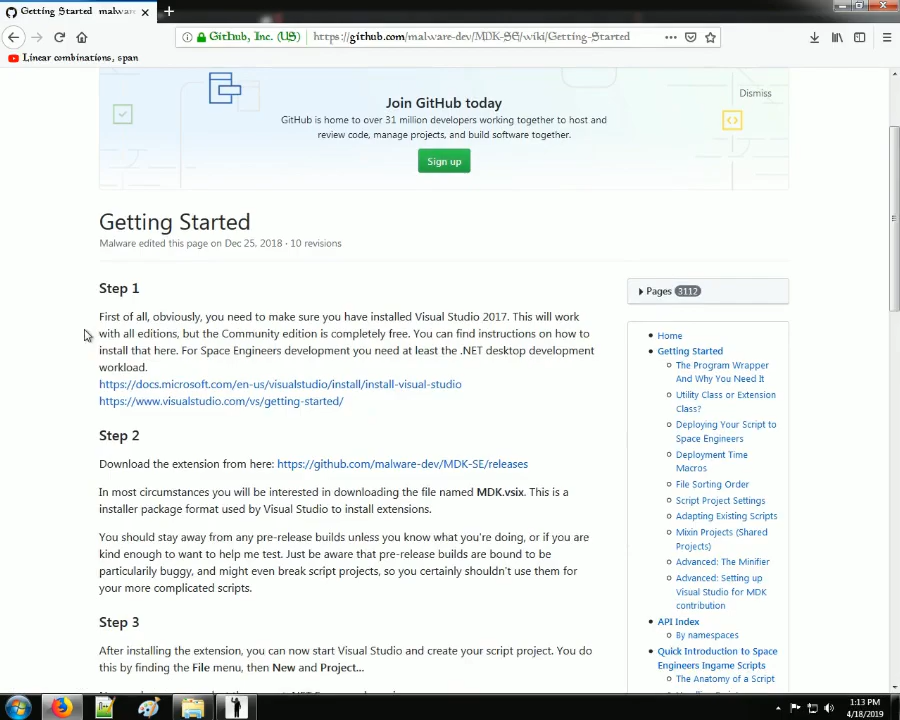 Getting Started · malware-
GitHub, Inc. (US)
https://github.com/malware-dev/MDK-SE/wiki/Getting-Started
Linear combinations, span
Join GitHub today
Dismiss
GitHub is home to over 31 million developers working together to host and
review code, manage projects, and build software together.
Sign up
Getting Started
Malware edited this page on Dec 25, 2018 · 10 revisions
Step 1
First of all, obviously, you need to make sure you have installed Visual Studio 2017. This will work
with all editions, but the Community edition is completely free. You can find instructions on how to
install that here. For Space Engineers development you need at least the .NET desktop development
workload.
https://docs.microsoft.com/en-us/visualstudio/install/install-visual-studio
https://www.visualstudio.com/vs/getting-started/
Step 2
Download the extension from here: https://github.com/malware-dev/MDK-SE/releases
In most circumstances you will be interested in downloading the file named MDK.vsix. This is a
installer package format used by Visual Studio to install extensions.
You should stay away from any pre-release builds unless you know what you're doing, or if you are
kind enough to want to help me test. Just be aware that pre-release builds are bound to be
particularily buggy, and might even break script projects, so you certainly shouldn't use them for
your more complicated scripts.
Step 3
After installing the extension, you can now start Visual Studio and create your script project. You do
this by finding the File menu, then New and Project...
Pages 3112
Home
Getting Started
The Program Wrapper
And Why You Need It
Utility Class or Extension
Class?
Deploying Your Script to
Space Engineers
Deployment Time
Macros
File Sorting Order
Script Project Settings
Adapting Existing Scripts
Mixin Projects (Shared
Projects)
Advanced: The Minifier
Advanced: Setting up
Visual Studio for MDK
contribution
API Index
By namespaces
Quick Introduction to Space
Engineers Ingame Scripts
The Anatomy of a Script
1:13 PM
4/18/2019